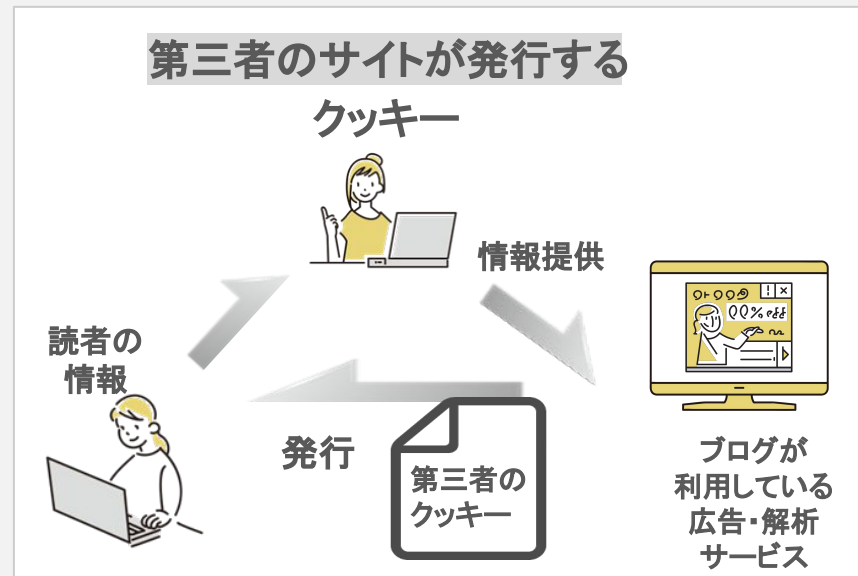 第三者のサイトが発行する
クッキー
情報提供
読者の
情報
発行
第三者の
クッキー
ブログが
利用している
広告・解析
サービス